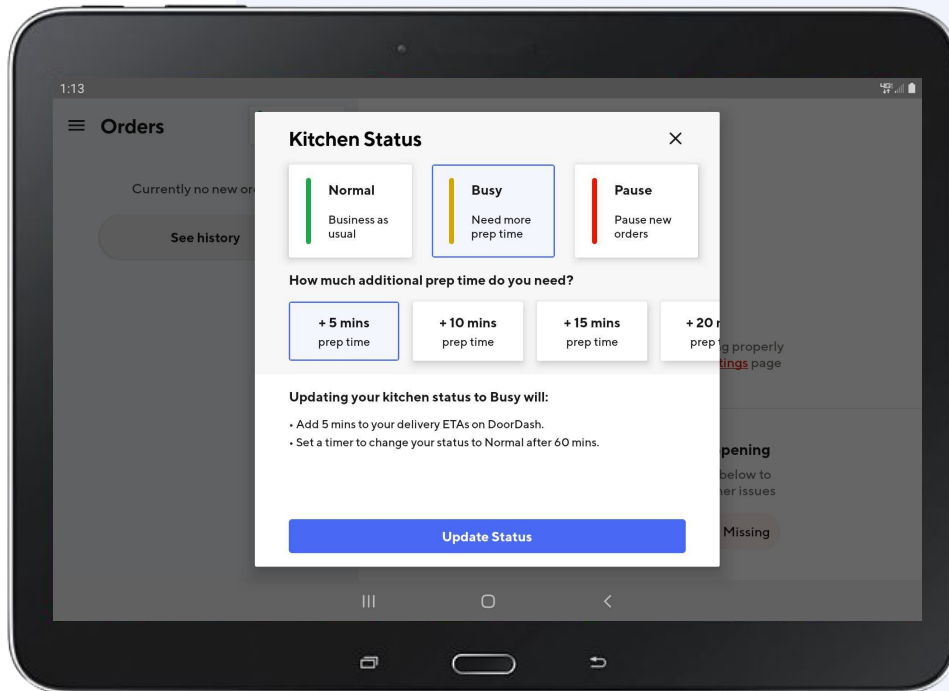 1:13
Orders
Currently no new
See history
Kitchen Status
Normal
Business as
usual
Busy
Need more
prep time
Pause
Pause new
orders
How much additional prep time do you need?
+ 5 mins
prep time
+ 10 mins
prep time
+ 15 mins
prep time
+ 20
prep
properly
page
Updating your kitchen status to Busy will:
• Add 5 mins to your delivery ETAs on DoorDash.
• Set a timer to change your status to Normal after 60 mins.
below to
issues
Missing
Update Status